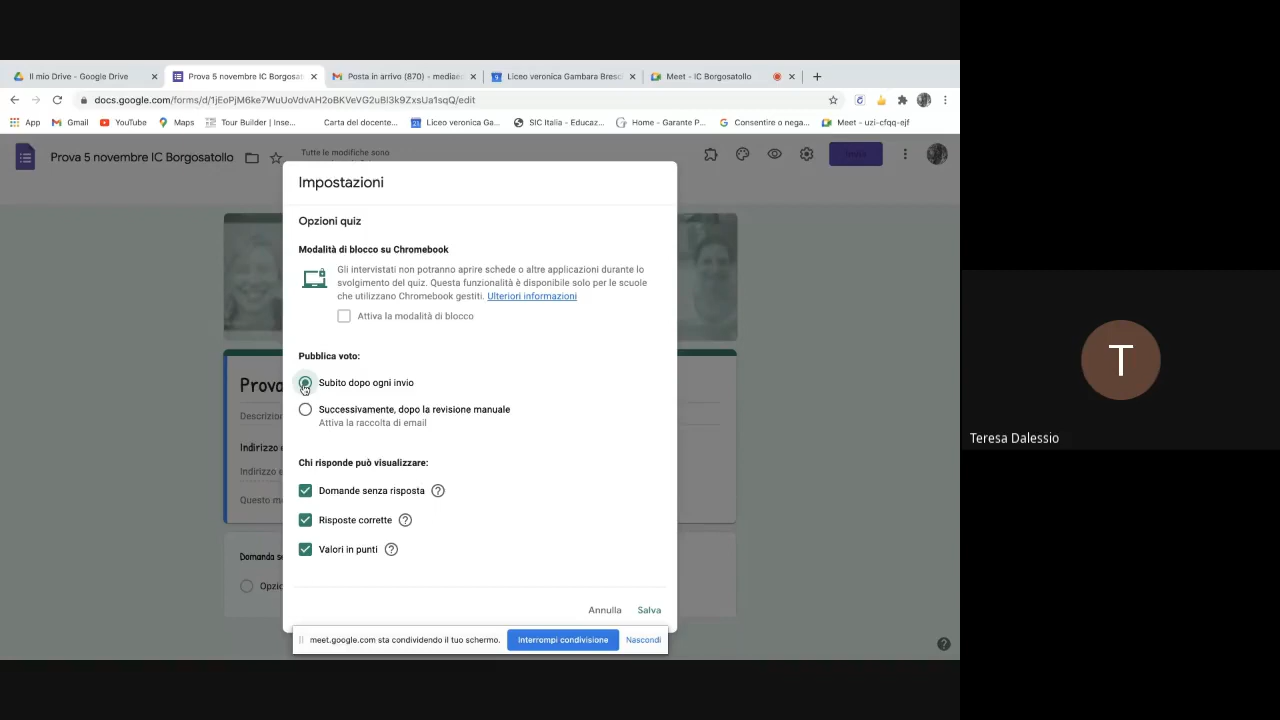 Il mio Drive - Google Drive
Prova 5 novembre IC Borgosa
Posta in arrivo (870) - mediae
Liceo veronica Gambara Bresc
Meet - IC Borgosatollo
docs.google.com/forms/d/1jEoPjM6ke7WuUoVdvAH2oBKVeVG2uBl3k9ZxsUa1sqQ/edit
App
Gmail
YouTube
Maps
Tour Builder | Inse...
Carta del docente...
Liceo veronica Ga...
SIC Italia - Educaz...
Home - Garante P...
Consentire o nega...
Meet - uzi-cfqq-ejf
Prova 5 novembre IC Borgosatollo
Tutte le modifiche sono
Invia
Impostazioni
Opzioni quiz
Modalità di blocco su Chromebook
Gli intervistati non potranno aprire schede o altre applicazioni durante lo
svolgimento del quiz. Questa funzionalità è disponibile solo per le scuole
che utilizzano Chromebook gestiti. Ulteriori informazioni
Attiva la modalità di blocco
Pubblica voto:
Subito dopo ogni invio
Successivamente, dopo la revisione manuale
Attiva la raccolta di email
Chi risponde può visualizzare:
Domande senza risposta
Risposte corrette
Valori in punti
Annulla
Salva
Prova
Descrizio
Indirizzo e
Indirizzo e
Questo m
Domanda se
Opzio
meet.google.com sta condividendo il tuo schermo.
Interrompi condivisione
Nascondi
T
Teresa Dalessio